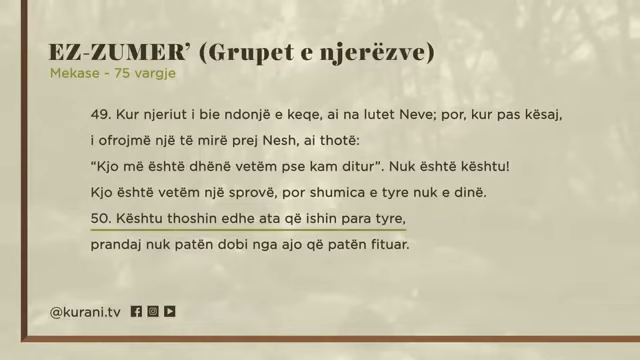 EZ-ZUMER’ (Grupet e njerëzve)
Mekase - 75 vargje
49. Kur njeriut i bie ndonjë e keqe, ai na lutet Neve; por, kur pas kësaj,
i ofrojmë një të mirë prej Nesh, ai thotë:
“Kjo më është dhënë vetëm pse kam ditur”. Nuk është kështu!
Kjo është vetëm një sprovë, por shumica e tyre nuk e dinë.
50. Kështu thoshin edhe ata që ishin para tyre,
prandaj nuk patën dobi nga ajo që patën fituar.
@kurani.tv